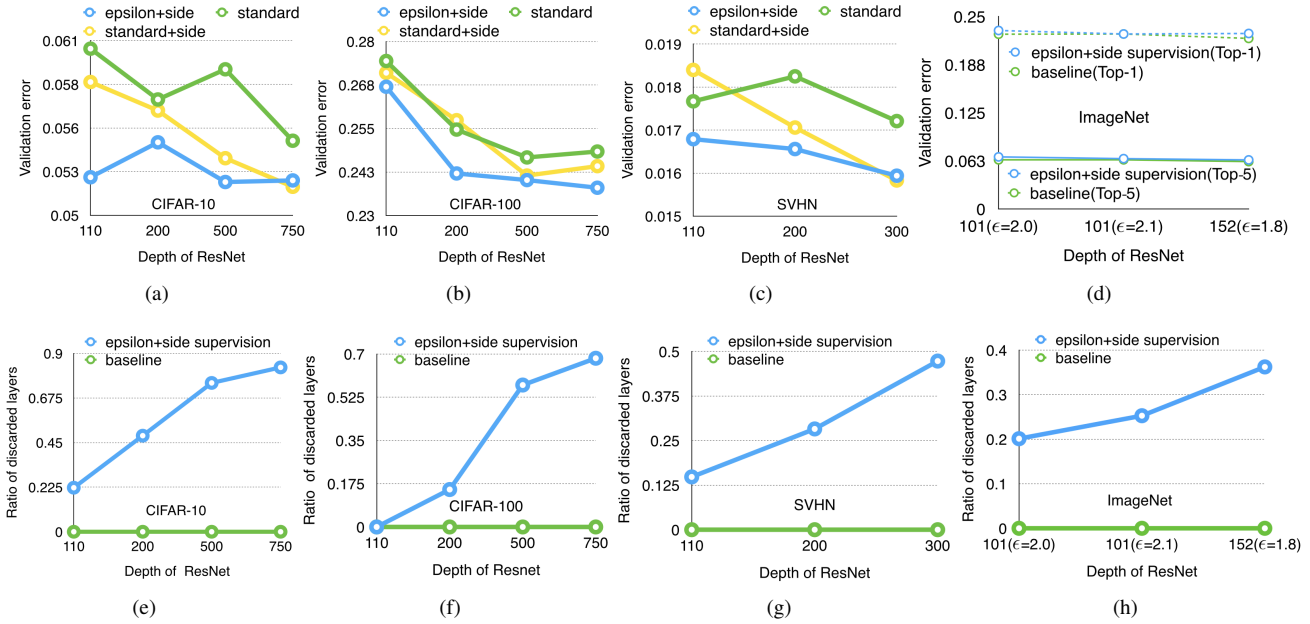 epsilon+side standard
standard+side
0.061
0.058
0.056
0.053
0.05
Validation error
CIFAR-10
110 200 500 750
Depth of ResNet
(a)
epsilon+side standard
standard+side
0.28
0.268
0.255
0.243
0.23
Validation error
CIFAR-100
110 200 500 750
Depth of ResNet
(b)
epsilon+side standard
standard+side
0.019
0.018
0.017
0.016
0.015
Validation error
SVHN
110 200 300
Depth of ResNet
(c)
0.25
0.188
0.125
0.063
0
Validation error
epsilon+side supervision(Top-1)
baseline(Top-1)
ImageNet
epsilon+side supervision(Top-5)
baseline(Top-5)
101(ϵ=2.0) 101(ϵ=2.1) 152(ϵ=1.8)
Depth of ResNet
(d)
epsilon+side supervision
baseline
0.9
0.675
0.45
0.225
0
Ratio of discarded layers
CIFAR-10
110 200 500 750
Depth of ResNet
(e)
epsilon+side supervision
baseline
0.7
0.525
0.35
0.175
0
Ratio of discarded layers
CIFAR-100
110 200 500 750
Depth of Resnet
(f)
epsilon+side supervision
baseline
0.5
0.375
0.25
0.125
0
Ratio of discarded layers
SVHN
110 200 300
Depth of ResNet
(g)
epsilon+side supervision
baseline
0.4
0.3
0.2
0.1
0
Ratio of discarded layers
ImageNet
101(ϵ=2.0) 101(ϵ=2.1) 152(ϵ=1.8)
Depth of ResNet
(h)